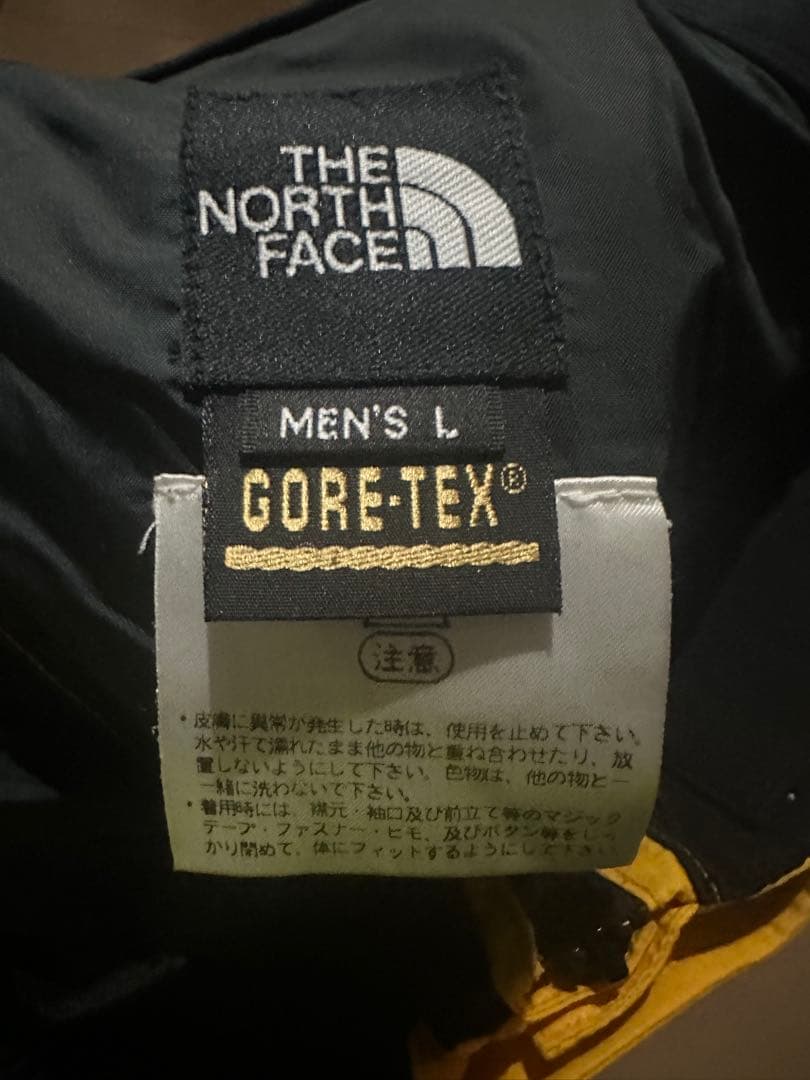 THE
NORTH
FACE
MEN'S L
GORE-TEX®
注意
・皮膚に異常が発生した時は、使用を止めて下さい。
水や汗で濡れたまま他の物と重ね合わせたり、放
置しないようにして下さい。色物は、他の物と一
一緒に洗わないで下さい。
・着用時には、襟元・袖口及び前立て等のマジック
テープ・ファスナー・ヒモ、及びボタン等をしっ
かり閉めて、体にフィットするようにして下さい